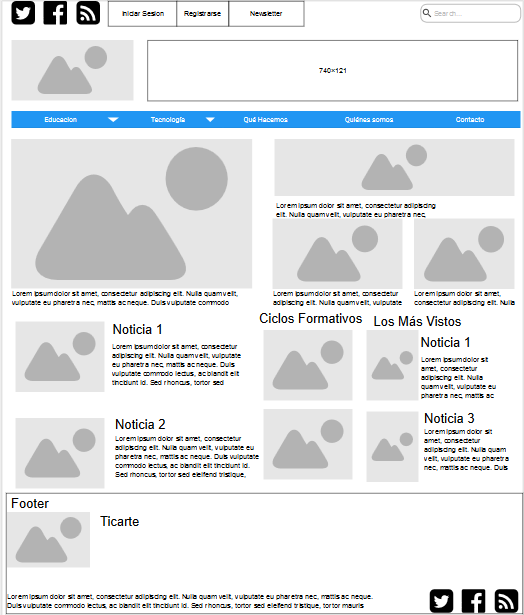 Iniciar Sesion
Registrarse
Newsletter
Search...
740×121
Educacion
Tecnología
Qué Hacemos
Quiénes somos
Contacto
Lorem ipsum dolor sit amet, consectetur adipiscing
elit. Nulla quam velit, vulputate eu pharetra nec,
Lorem ipsum dolor sit amet, consectetur adipiscing elit. Nulla quam velit,
vulputate eu pharetra nec, mattis ac neque. Duis vulputate commodo
Lorem ipsum dolor sit amet, consectetur
adipiscing elit. Nulla quam velit, vulputate
Lorem ipsum dolor sit amet,
consectetur adipiscing elit. Nulla
Ciclos Formativos
Los Más Vistos
Noticia 1
Lorem ipsum dolor sit amet, consectetur
adipiscing elit. Nulla quam velit, vulputate
eu pharetra nec, mattis ac neque. Duis
vulputate commodo lectus, ac blandit elit
tincidunt id. Sed rhoncus, tortor sed
Noticia 1
Lorem ipsum dolor sit
amet, consectetur
adipiscing elit. Nulla
quam velit, vulputate eu
pharetra nec, mattis ac
Noticia 2
Lorem ipsum dolor sit amet, consectetur
adipiscing elit. Nulla quam velit, vulputate eu
pharetra nec, mattis ac neque. Duis vulputate
commodo lectus, ac blandit elit tincidunt id.
Sed rhoncus, tortor sed eleifend tristique,
Noticia 3
Lorem ipsum dolor sit
amet, consectetur
adipiscing elit. Nulla quam
velit, vulputate eu pharetra
nec, mattis ac neque. Duis
Footer
Ticarte
Lorem ipsum dolor sit amet, consectetur adipiscing elit. Nulla quam velit, vulputate eu pharetra nec, mattis ac neque.
Duis vulputate commodo lectus, ac blandit elit tincidunt id. Sed rhoncus, tortor sed eleifend tristique, tortor mauris